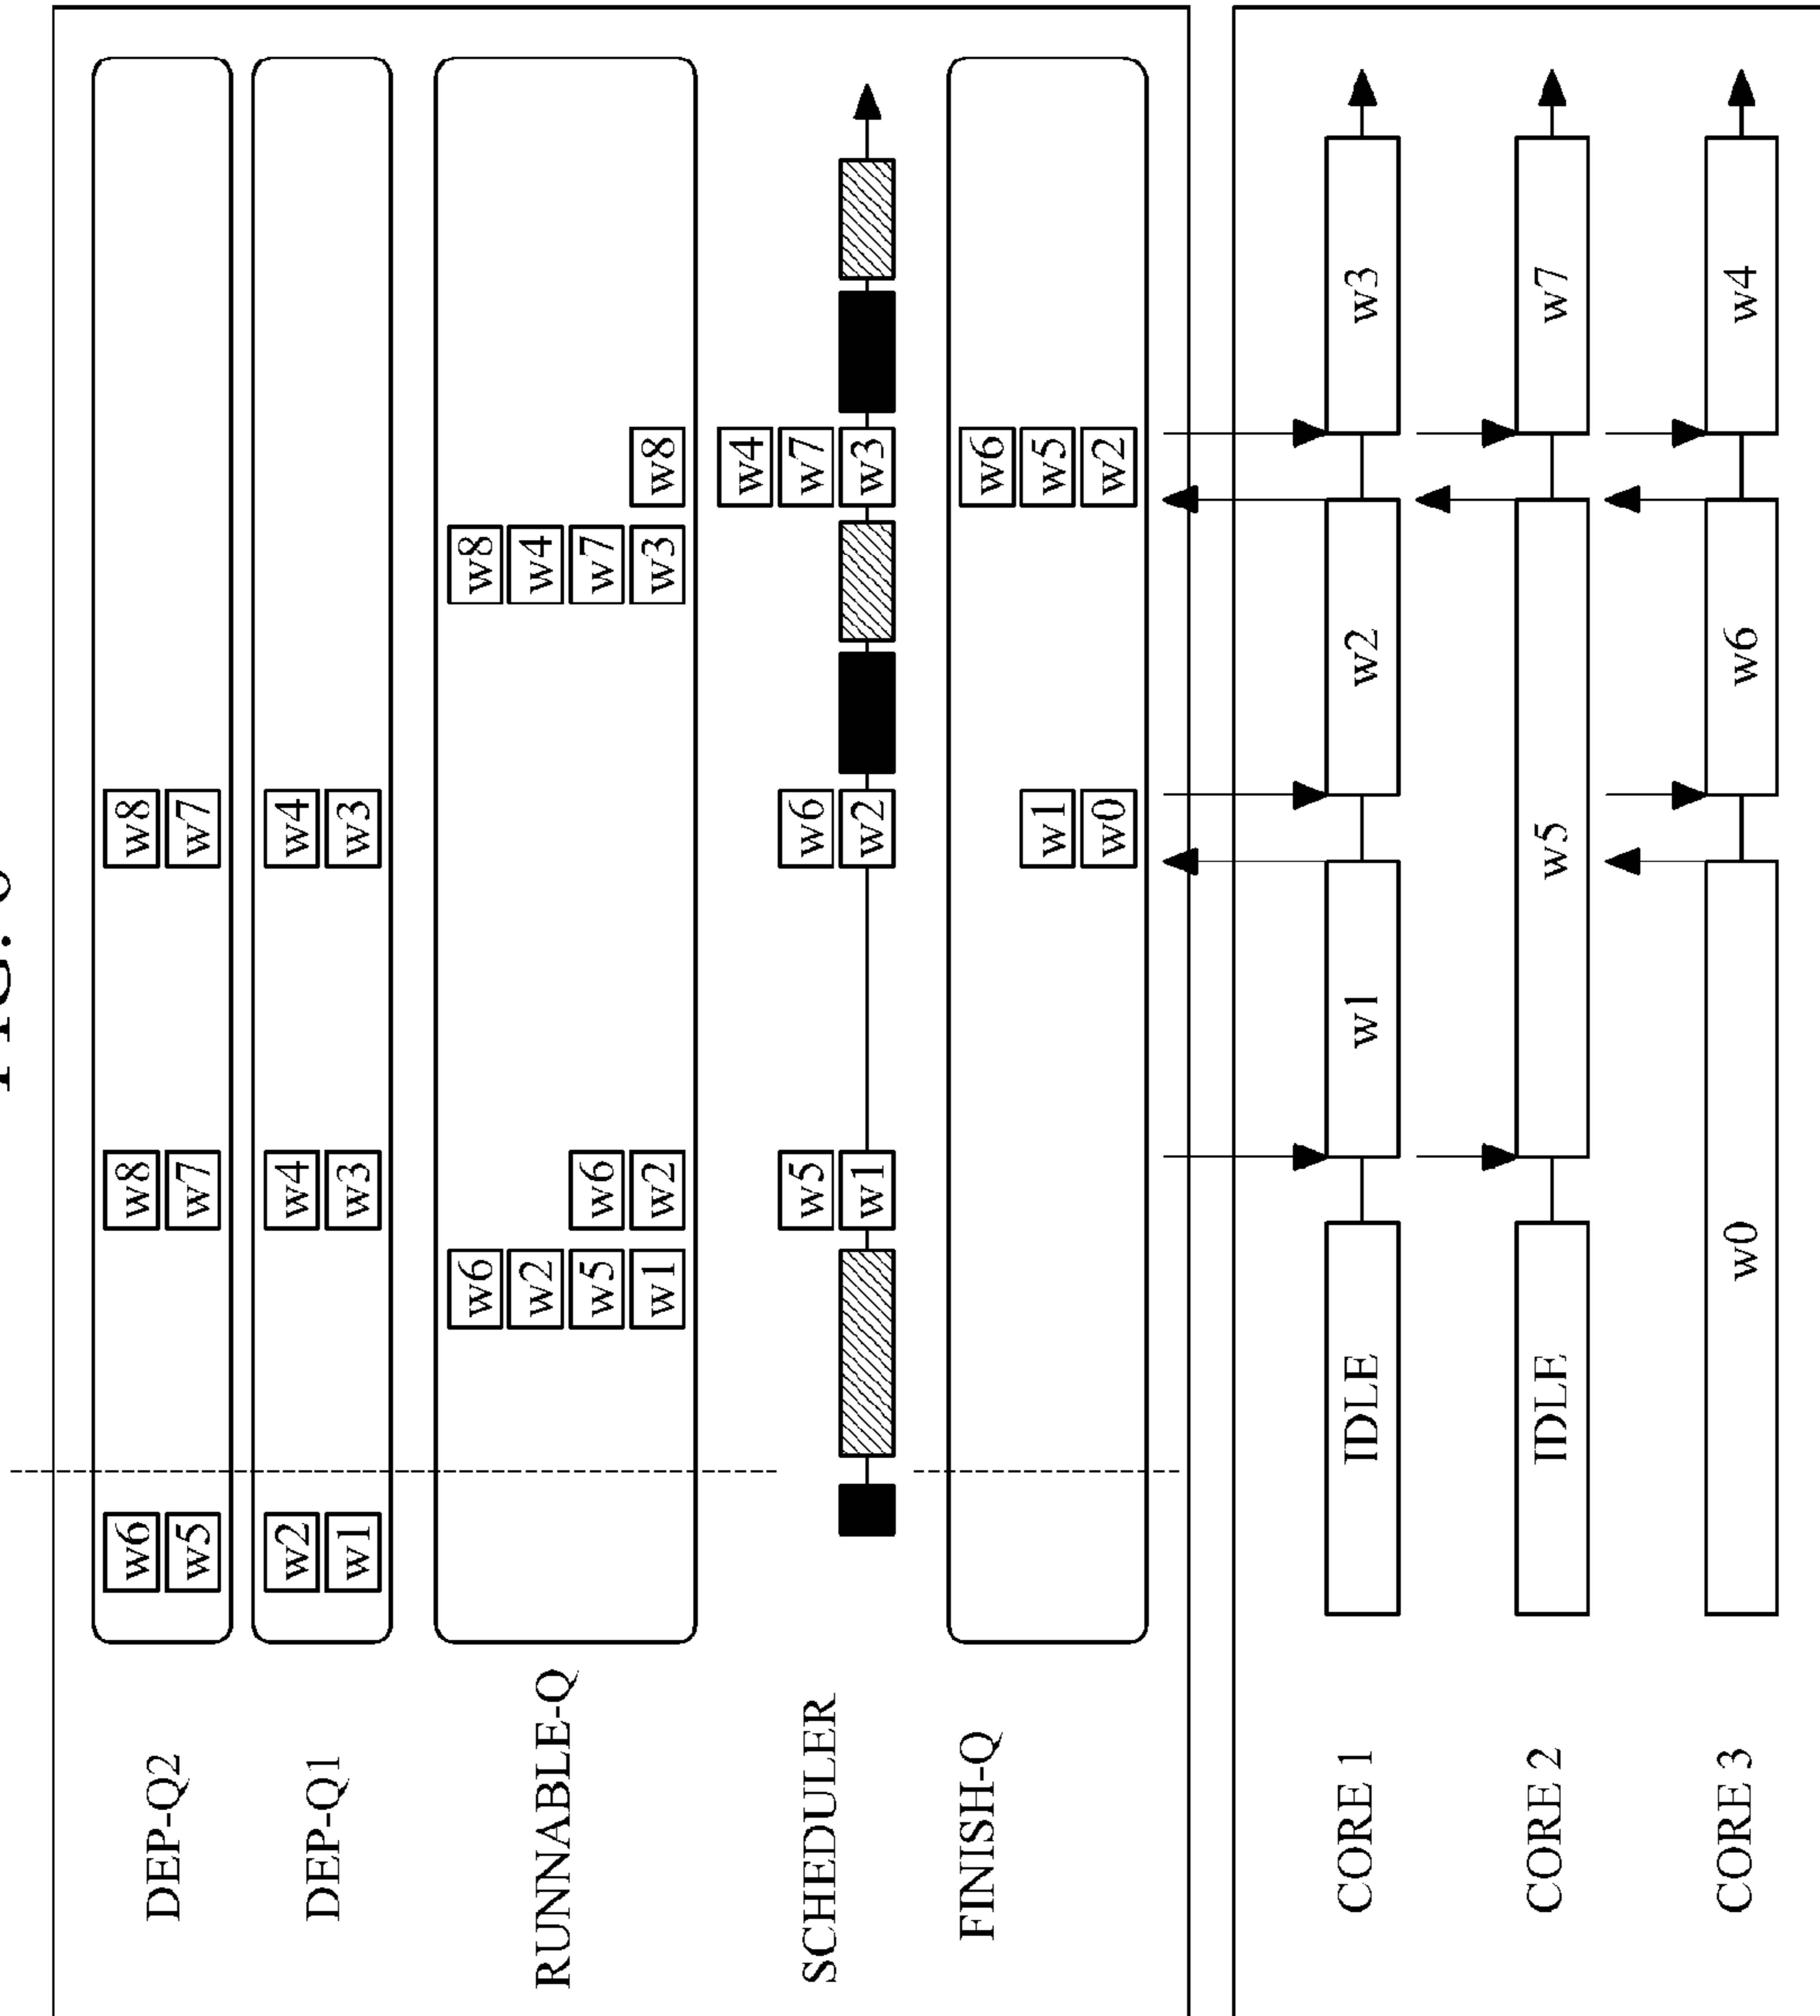 FIG.
DEP-Q2
w6 w8 w8
w5 w7 w7
DEP-Q1
w2 w4 w4
w1 w3 w3
RUNNABLE-Q
w6 w8
w2 w4
w5 w6 w7
w1 w2 w3 w8
SCHEDULER
w4
w5 w6 w7
w1 w2 w3
FINISH-Q
w6
w1 w5
w0 w2
CORE 1 IDLE w1 w2 w3
CORE 2 IDLE w5 w7
CORE 3 w0 w6 w4